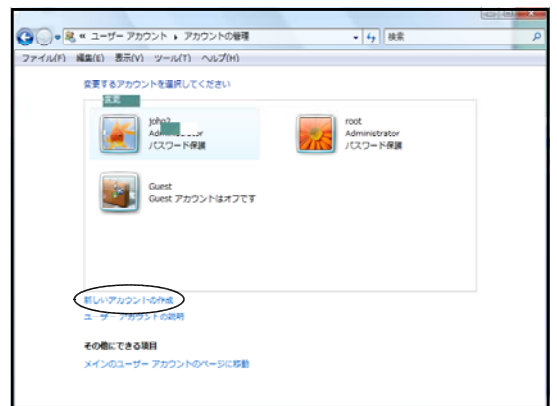 « ユーザー アカウント ▸ アカウントの管理
検索
ファイル(F) 編集(E) 表示(V) ツール(T) ヘルプ(H)
変更するアカウントを選択してください
joho2
パスワード保護
root
Administrator
パスワード保護
Guest
Guest アカウントはオフです
新しいアカウントの作成
ユーザー アカウントの説明
その他にできる項目
メインのユーザー アカウントのページに移動